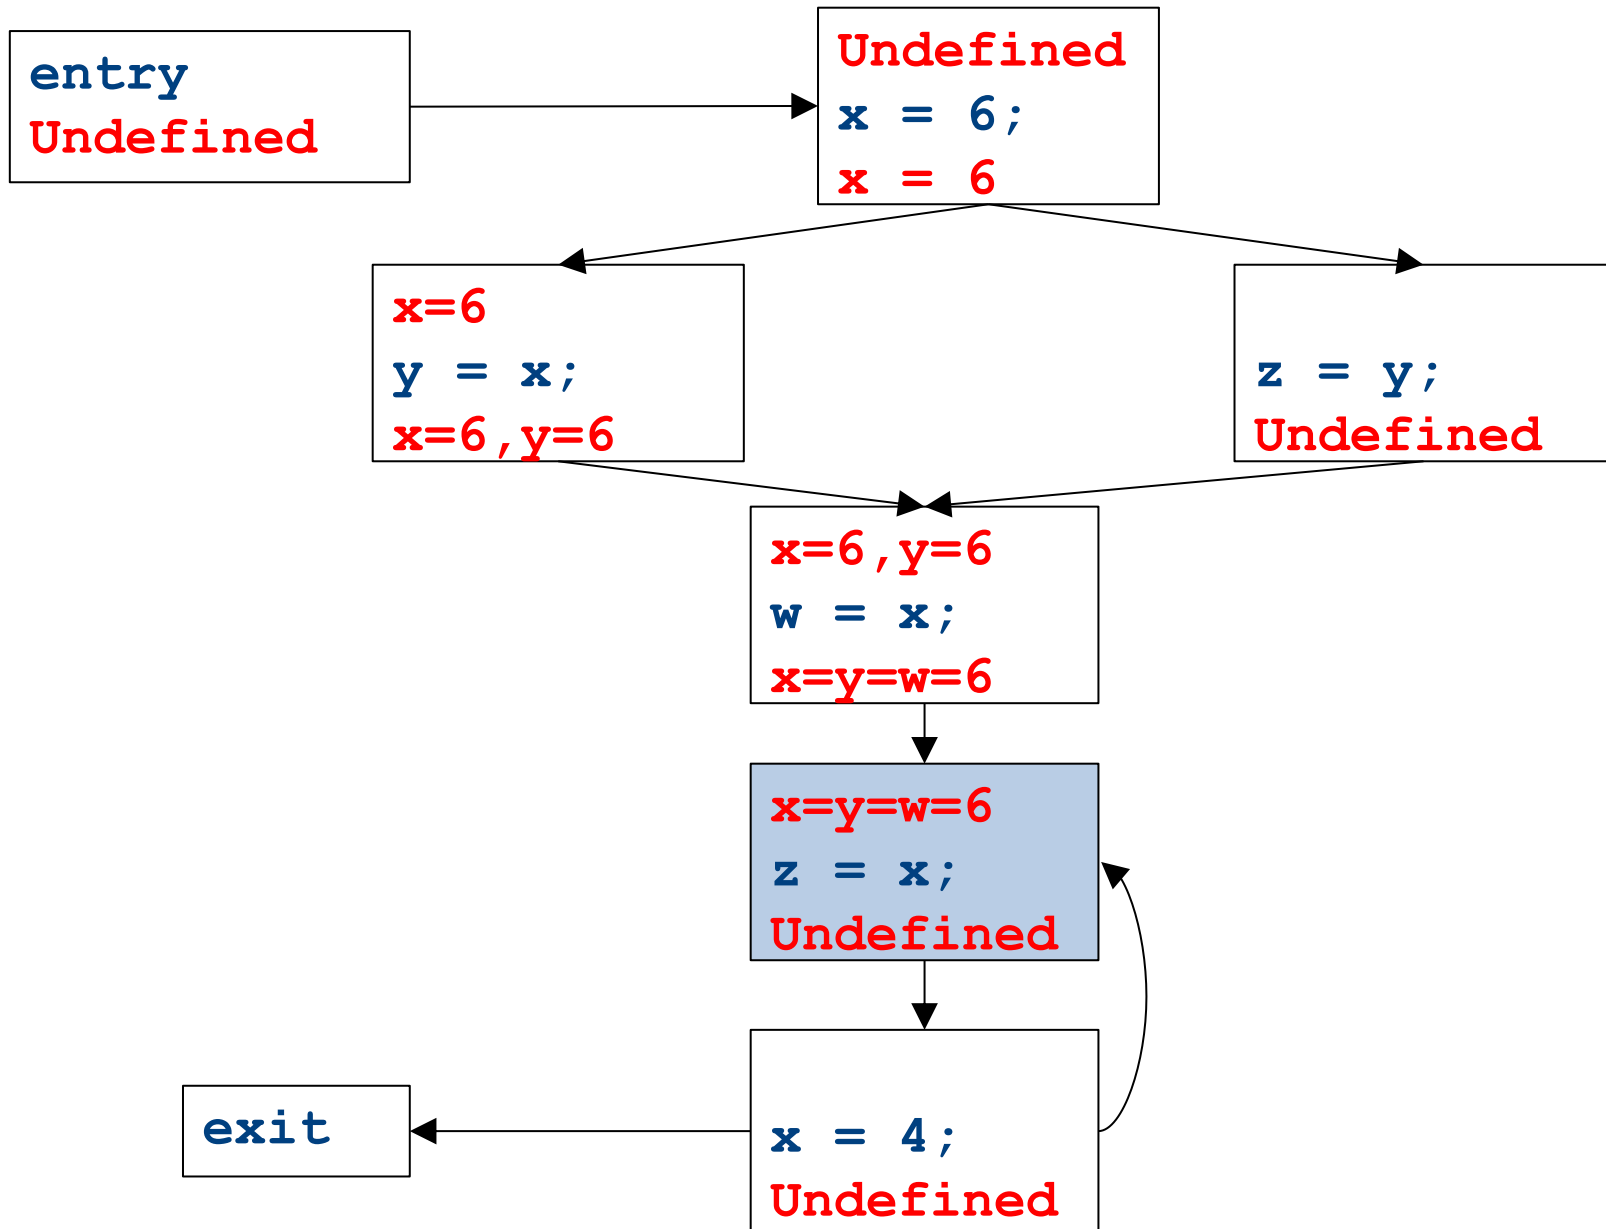 entry
Undefined
Undefined
x = 6;
x = 6
x=6
y = x;
x=6,y=6
z = y;
Undefined
x=6,y=6
w = x;
x=y=w=6
x=y=w=6
z = x;
Undefined
exit
x = 4;
Undefined